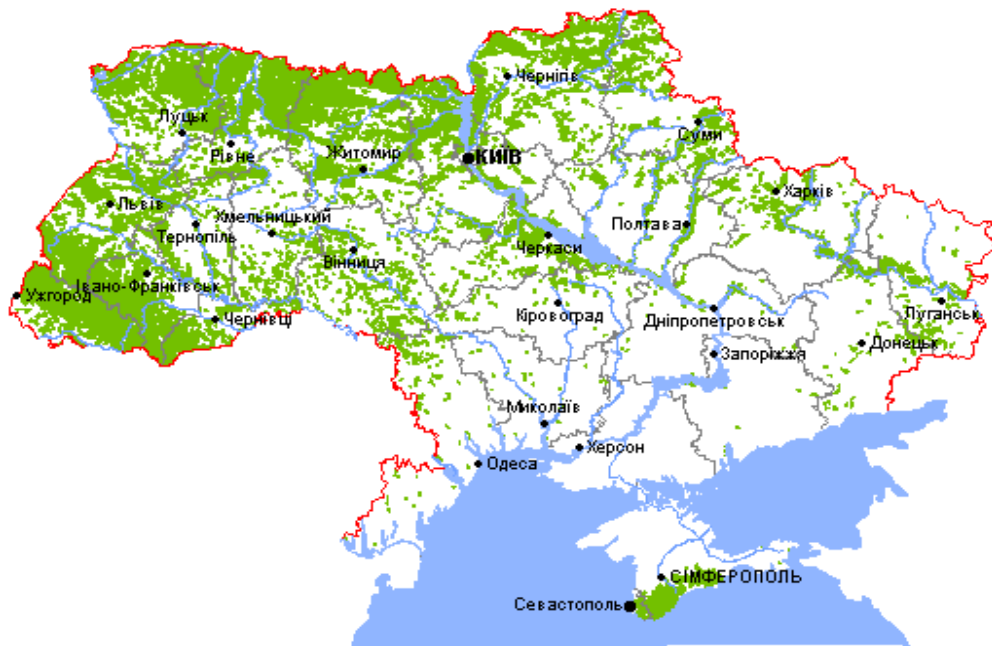 Чернігів
Луцьк
Суми
Рівне
Житомир
КИЇВ
Харків
Львів
Хмельницький
Тернопіль
Полтава
Черкаси
Вінниця
Івано-Франківськ
Ужгород
Чернівці
Кіровоград
Дніпропетровськ
Луганськ
Донецьк
Запоріжжя
Миколаїв
Херсон
Одеса
СІМФЕРОПОЛЬ
Севастополь